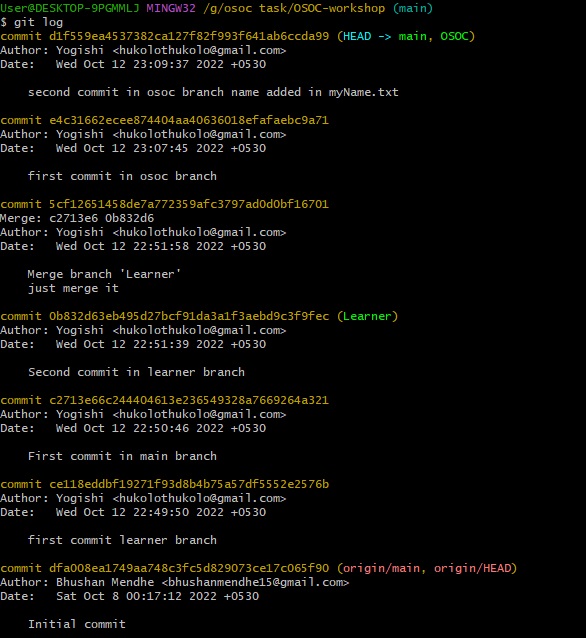 User@DESKTOP-9PGMMLJ MINGW32 /g/osoc task/OSOC-workshop (main)
$ git log
commit d1f559ea4537382ca127f82f993f641ab6ccda99 (HEAD -> main, OSOC)
Author: Yogishi <hukolothukolo@gmail.com>
Date:   Wed Oct 12 23:09:37 2022 +0530

    second commit in osoc branch name added in myName.txt

commit e4c31662ecee874404aa40636018efafaebc9a71
Author: Yogishi <hukolothukolo@gmail.com>
Date:   Wed Oct 12 23:07:45 2022 +0530

    first commit in osoc branch

commit 5cf12651458de7a772359afc3797ad0d0bf16701
Merge: c2713e6 0b832d6
Author: Yogishi <hukolothukolo@gmail.com>
Date:   Wed Oct 12 22:51:58 2022 +0530

    Merge branch 'Learner'
    just merge it

commit 0b832d63eb495d27bcf91da3a1f3aebd9c3f9fec (Learner)
Author: Yogishi <hukolothukolo@gmail.com>
Date:   Wed Oct 12 22:51:39 2022 +0530

    Second commit in learner branch

commit c2713e66c244404613e236549328a7669264a321
Author: Yogishi <hukolothukolo@gmail.com>
Date:   Wed Oct 12 22:50:46 2022 +0530

    First commit in main branch

commit ce118eddbf19271f93d8b4b75a57df5552e2576b
Author: Yogishi <hukolothukolo@gmail.com>
Date:   Wed Oct 12 22:49:50 2022 +0530

    first commit learner branch

commit dfa008ea1749aa748c3fc5d829073ce17c065f90 (origin/main, origin/HEAD)
Author: Bhushan Mendhe <bhushanmendhe15@gmail.com>
Date:   Sat Oct 8 00:17:12 2022 +0530

    Initial commit